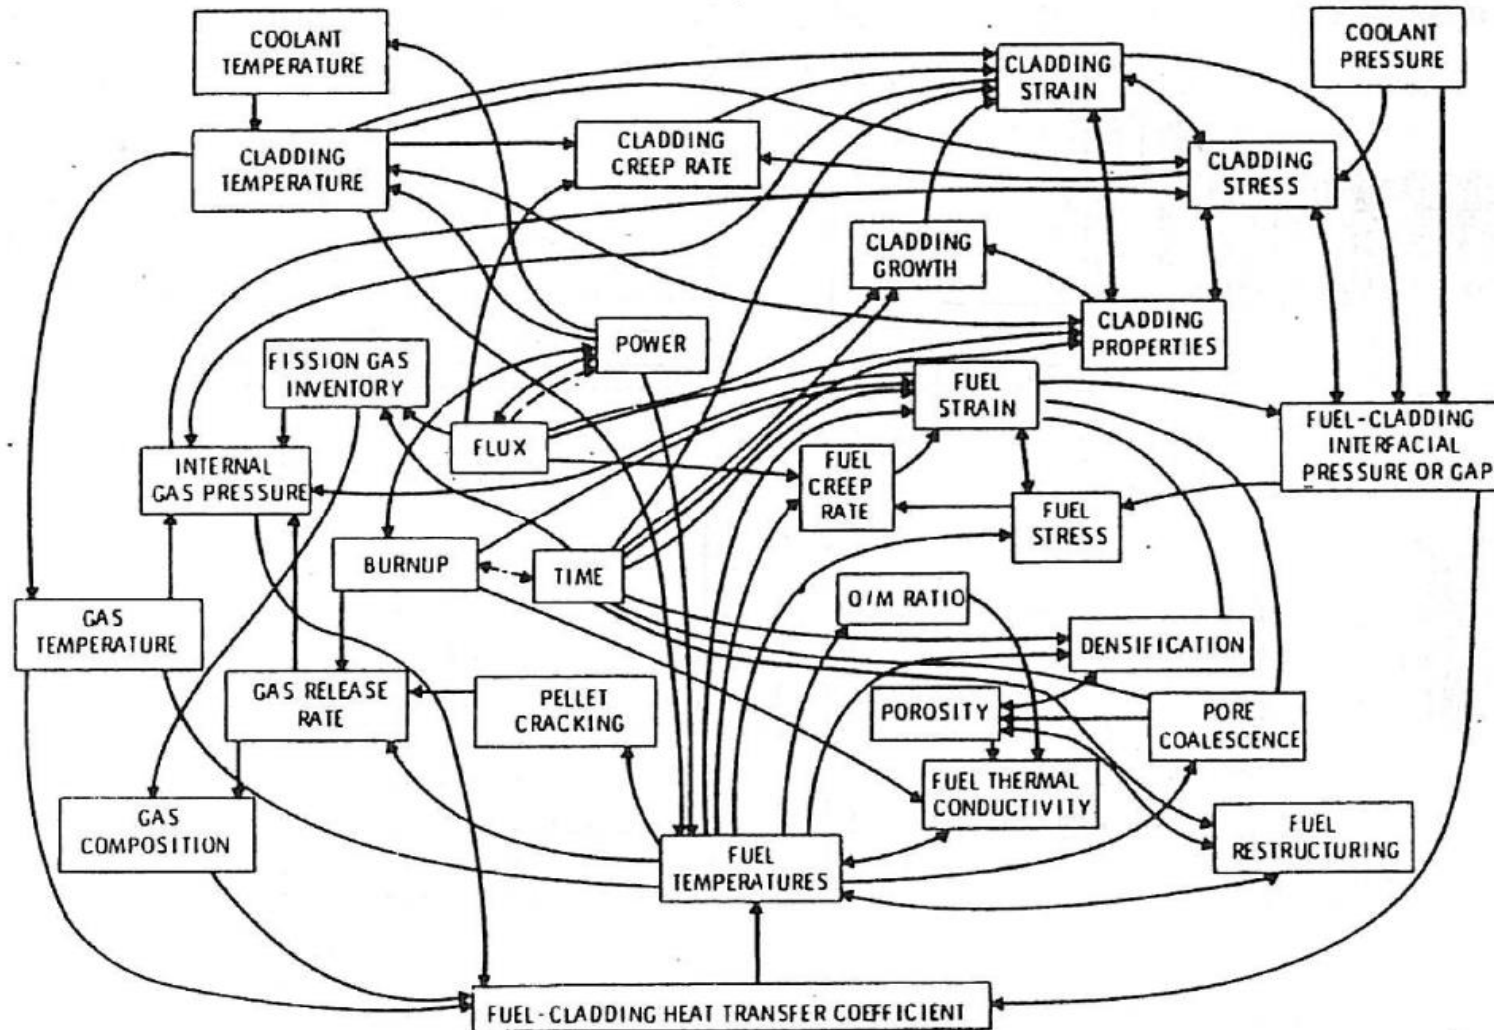 COOLANT
TEMPERATURE
COOLANT
PRESSURE
CLADDING
STRAIN
CLADDING
TEMPERATURE
CLADDING
CREEP RATE
CLADDING
STRESS
CLADDING
GROWTH
CLADDING
PROPERTIES
POWER
FISSION GAS
INVENTORY
FUEL
STRAIN
FUEL-CLADDING
INTERFACIAL
PRESSURE OR GAP
FLUX
INTERNAL
GAS PRESSURE
FUEL
CREEP
RATE
FUEL
STRESS
BURNUP
TIME
O/M RATIO
GAS
TEMPERATURE
DENSIFICATION
GAS RELEASE
RATE
PELLET
CRACKING
POROSITY
PORE
COALESCENCE
FUEL THERMAL
CONDUCTIVITY
GAS
COMPOSITION
FUEL
TEMPERATURES
FUEL
RESTRUCTURING
FUEL-CLADDING HEAT TRANSFER COEFFICIENT